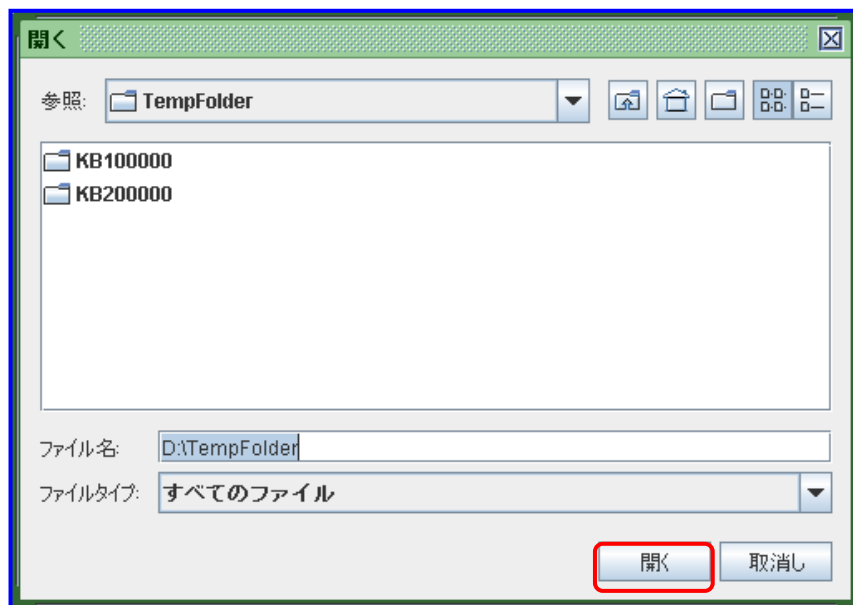 開く
参照: TempFolder
KB100000
KB200000
ファイル名: D:\TempFolder
ファイルタイプ: すべてのファイル
開く 取消し